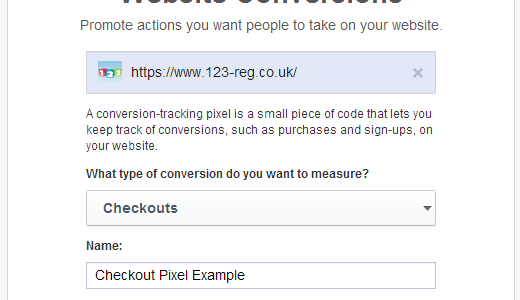 Website Conversions
Promote actions you want people to take on your website.
123 https://www.123-reg.co.uk/ ×
A conversion-tracking pixel is a small piece of code that lets you
keep track of conversions, such as purchases and sign-ups, on
your website.
What type of conversion do you want to measure?
Checkouts
Name:
Checkout Pixel Example